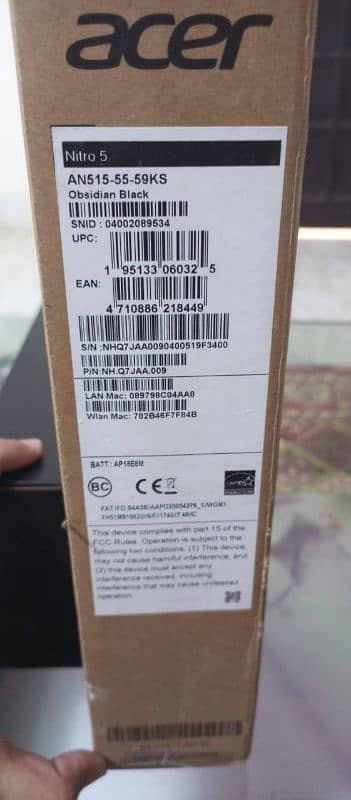 acer
Nitro 5
AN515-55-59KS
Obsidian Black
SNID : 04002089534
UPC:
1 95133 06032 5
EAN:
4 710886 218449
S/N :NHQ7JAA0090400519F3400
P/N:NH.Q7JAA.009
LAN Mac: 089798C04AA8
Wlan Mac: 782B46F7F84B
BATT : AP18E8M
BC CE
This device complies with part 15 of the
FCC Rules. Operation is subject to the
following two conditions. (1) This device
may not cause harmful interference, and
(2) this device must accept any
interference received, including
interference that may cause undesired
operation.